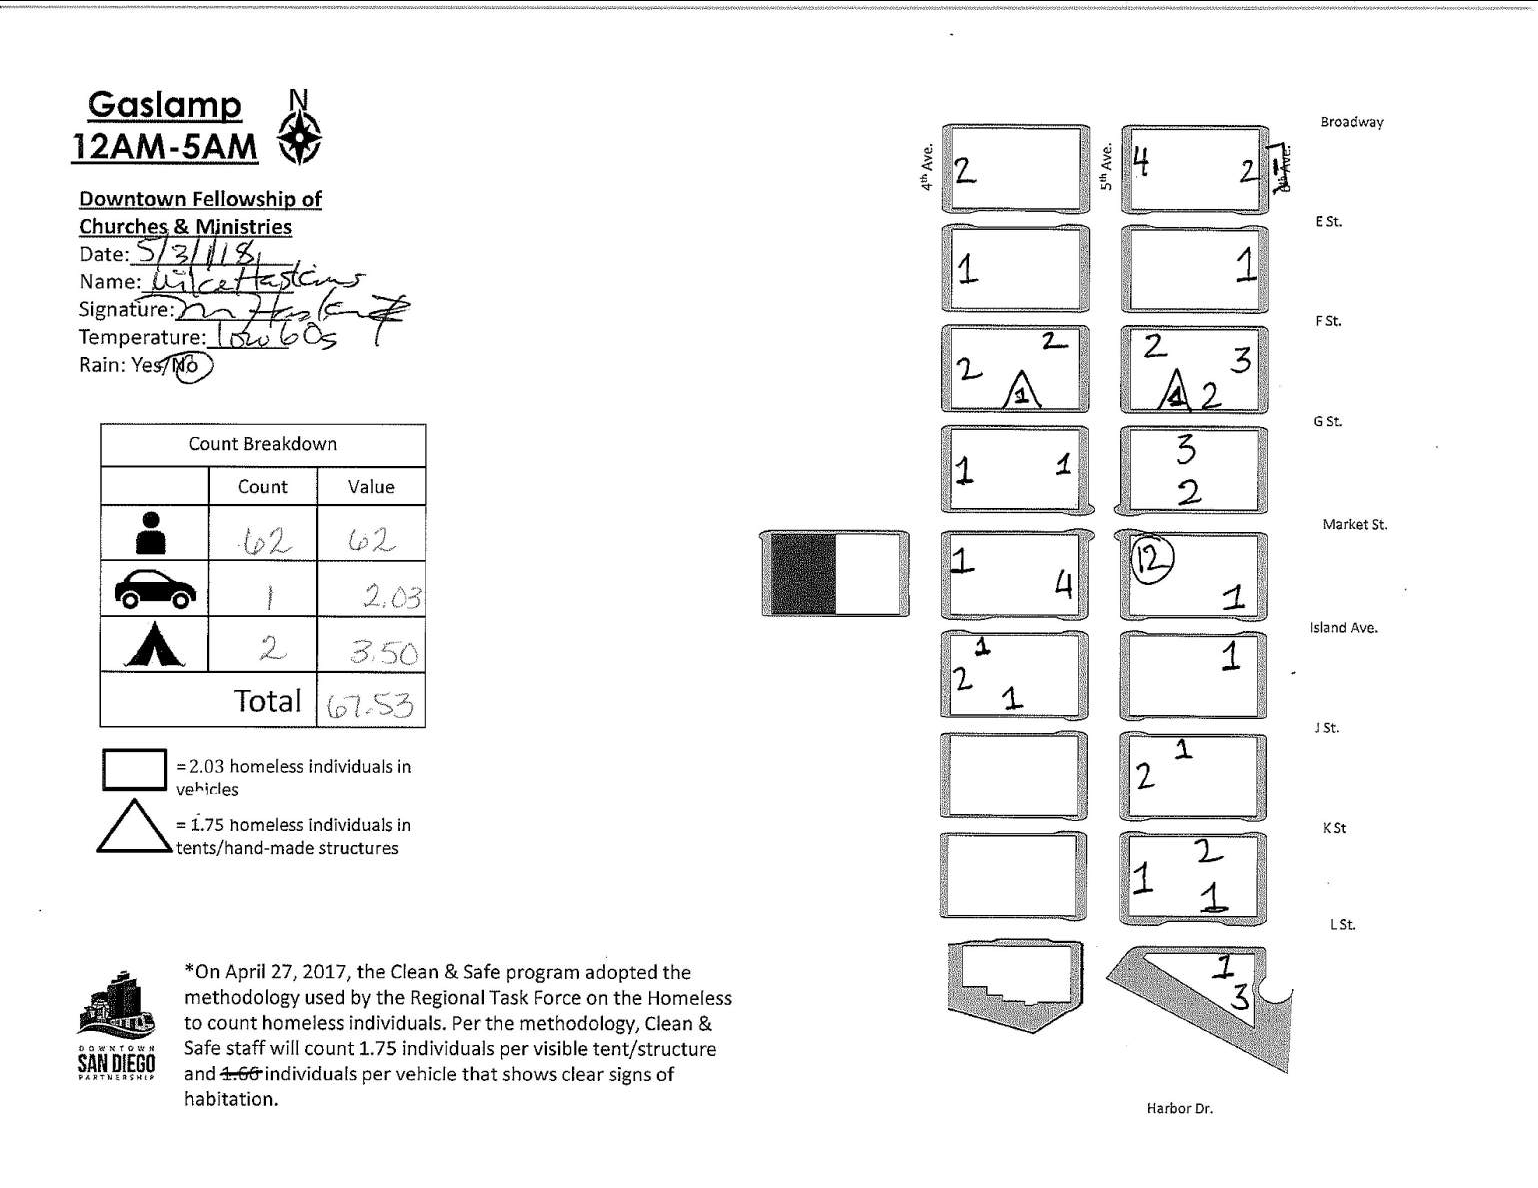 Gaslamp
12AM-5AM
N
Downtown Fellowship of
Churches & Ministries
Date: 5/31/18
Name: Mike Haskins
Signature:
Temperature: low 60s
Rain: Yes/No
Count Breakdown
Count Value
62 62
1 2.03
2 3.50
Total 67.53
= 2.03 homeless individuals in
vehicles
= 1.75 homeless individuals in
tents/hand-made structures
*On April 27, 2017, the Clean & Safe program adopted the
methodology used by the Regional Task Force on the Homeless
to count homeless individuals. Per the methodology, Clean &
Safe staff will count 1.75 individuals per visible tent/structure
and 1.66 individuals per vehicle that shows clear signs of
habitation.
DOWNTOWN
SAN DIEGO
PARTNERSHIP
Broadway
4th Ave. 5th Ave. 6th Ave.
2 4 2
E St.
1 1
F St.
2 2 3
2
1 1 2
G St.
1 1 3
2
Market St.
1 4 12 1
Island Ave.
1 1
2
1
J St.
1
2
K St
2
1
1
L St.
1
3
Harbor Dr.